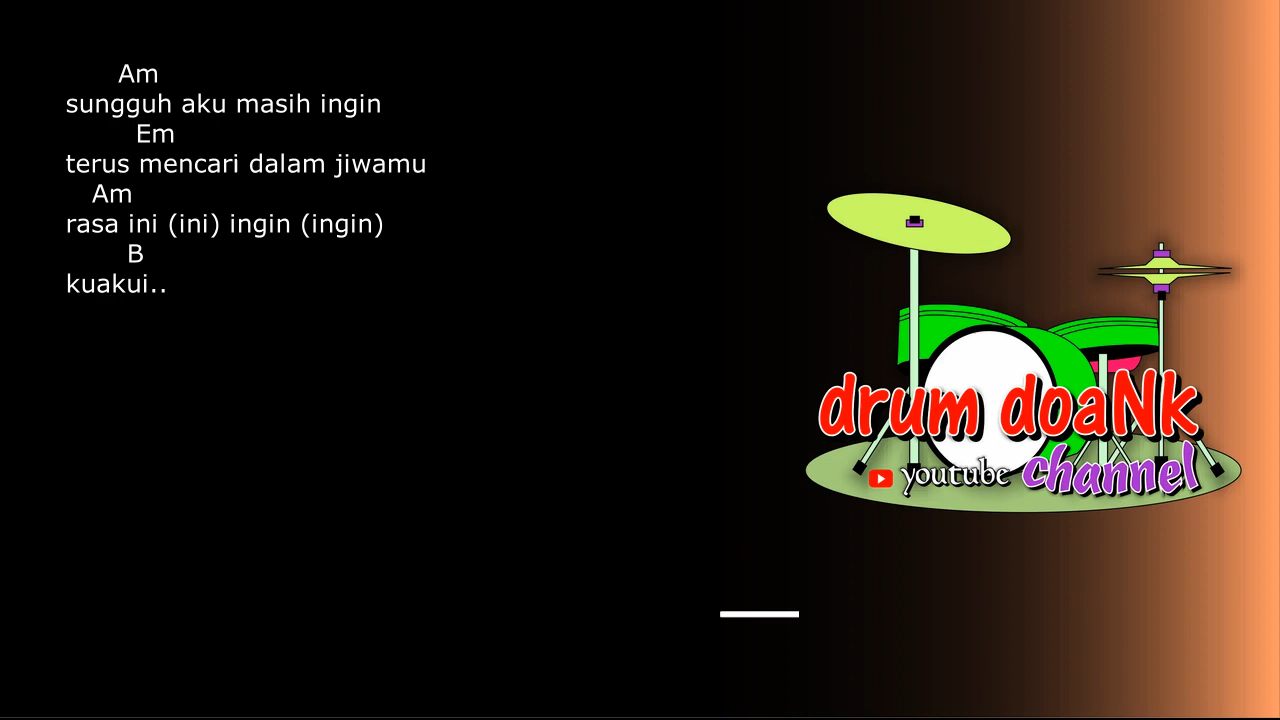 Am
sungguh aku masih ingin
Em
terus mencari dalam jiwamu
Am
rasa ini (ini) ingin (ingin)
B
kuakui..
drum doaNk
youtube channel